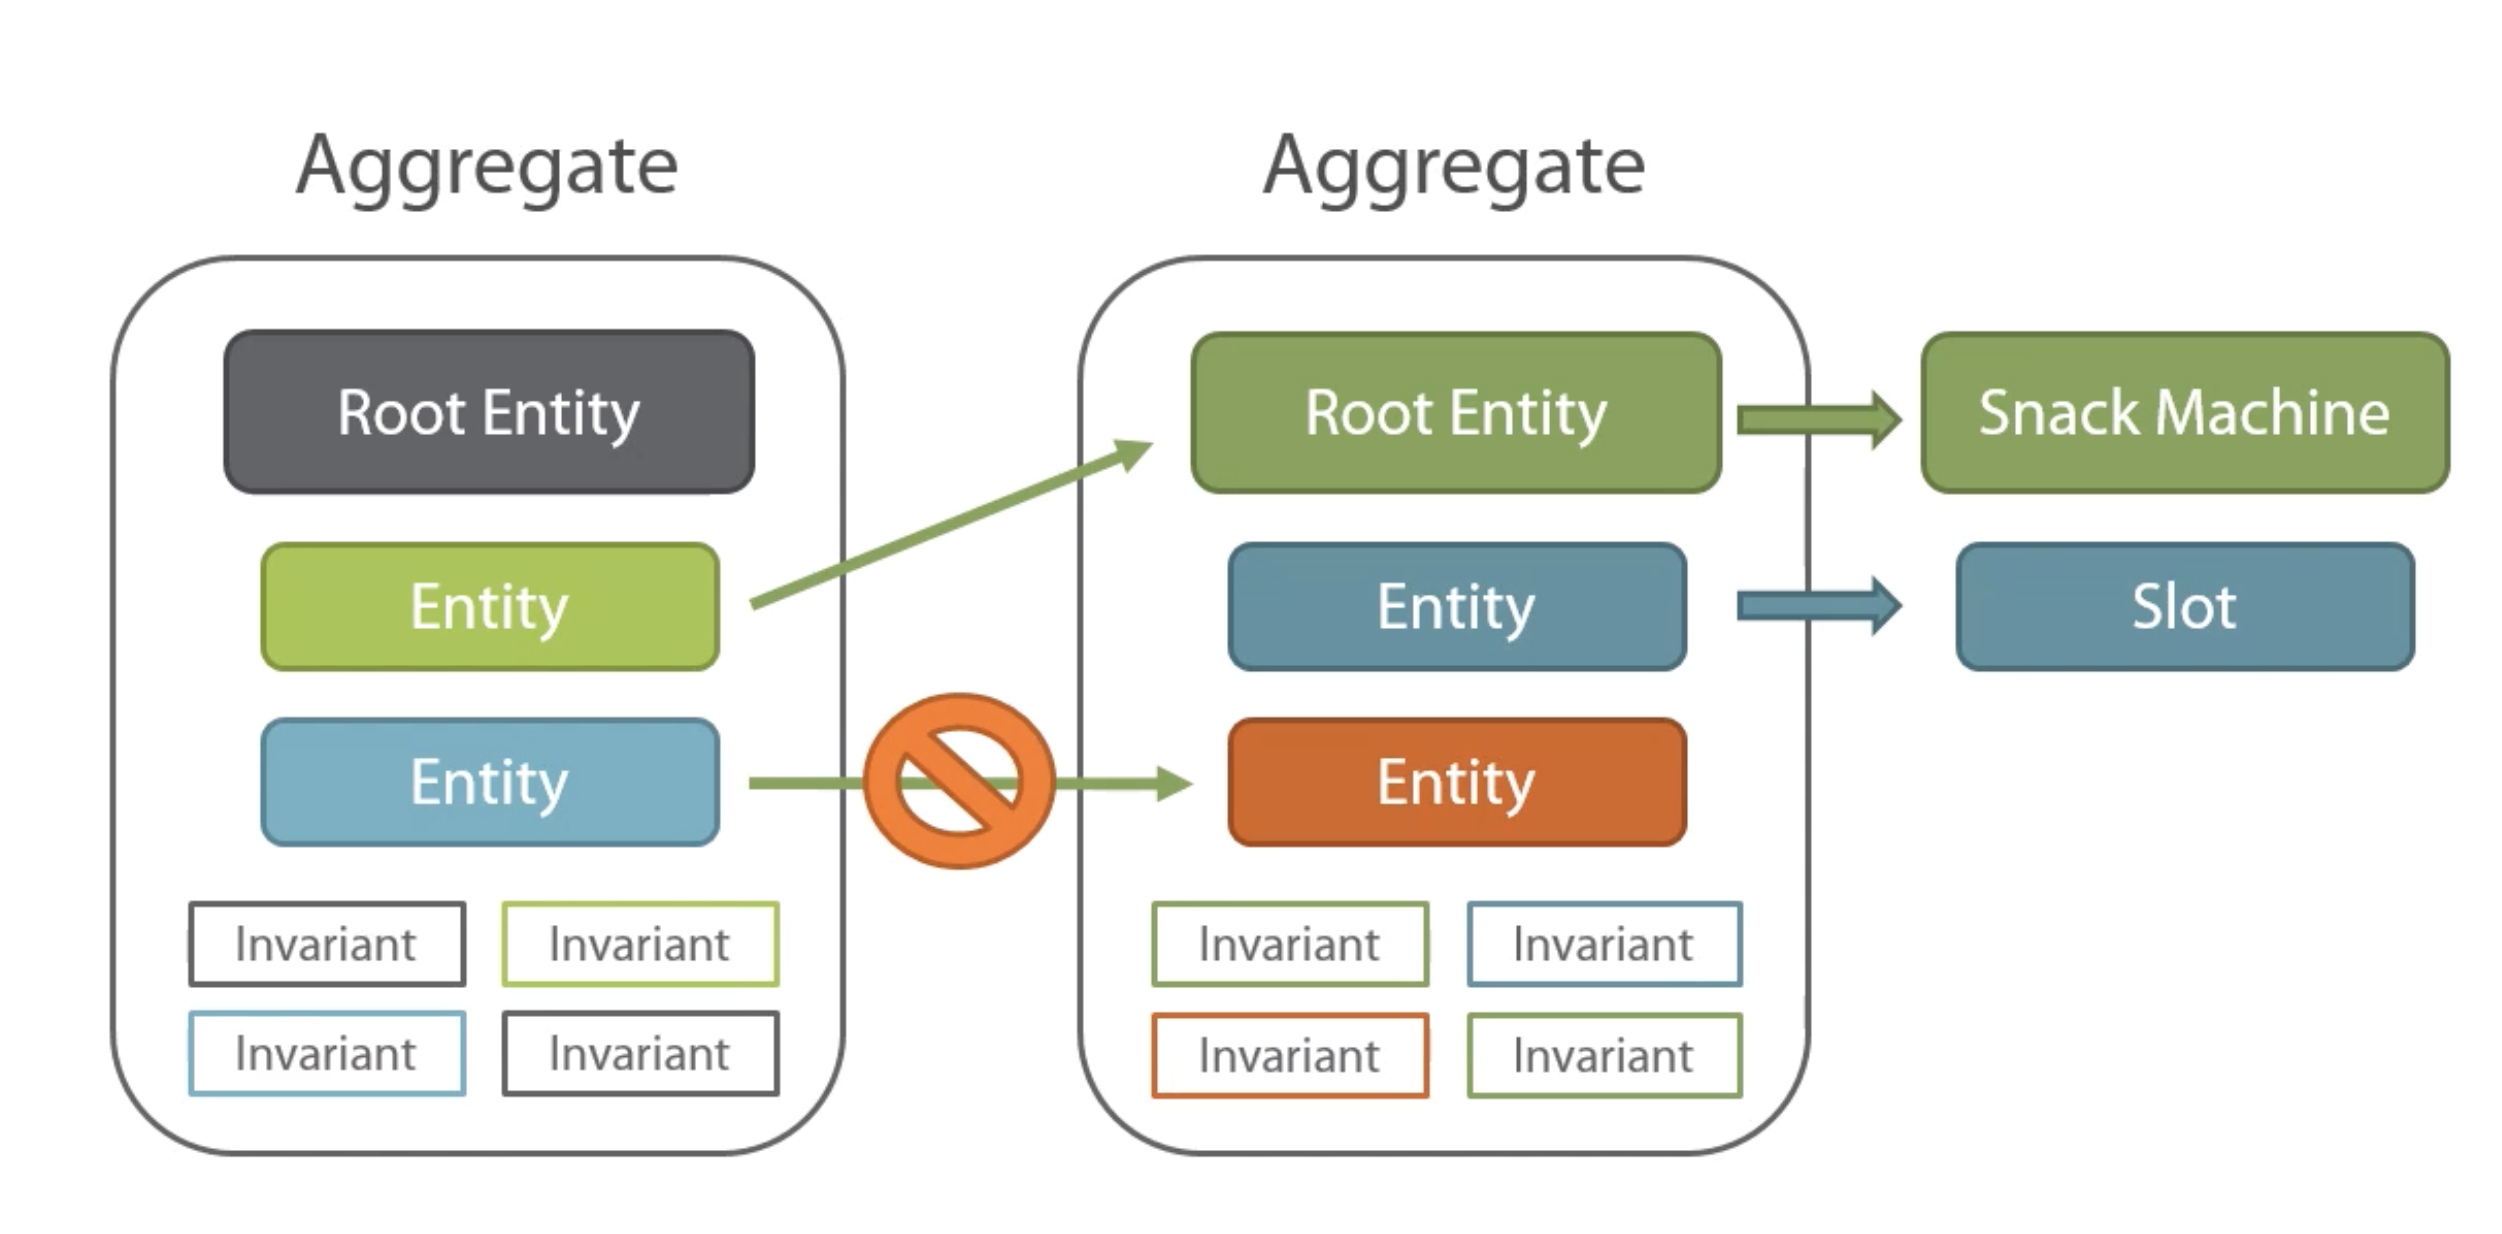 Aggregate
Aggregate
Root Entity
Root Entity
Snack Machine
Entity
Entity
Slot
Entity
Entity
Invariant
Invariant
Invariant
Invariant
Invariant
Invariant
Invariant
Invariant